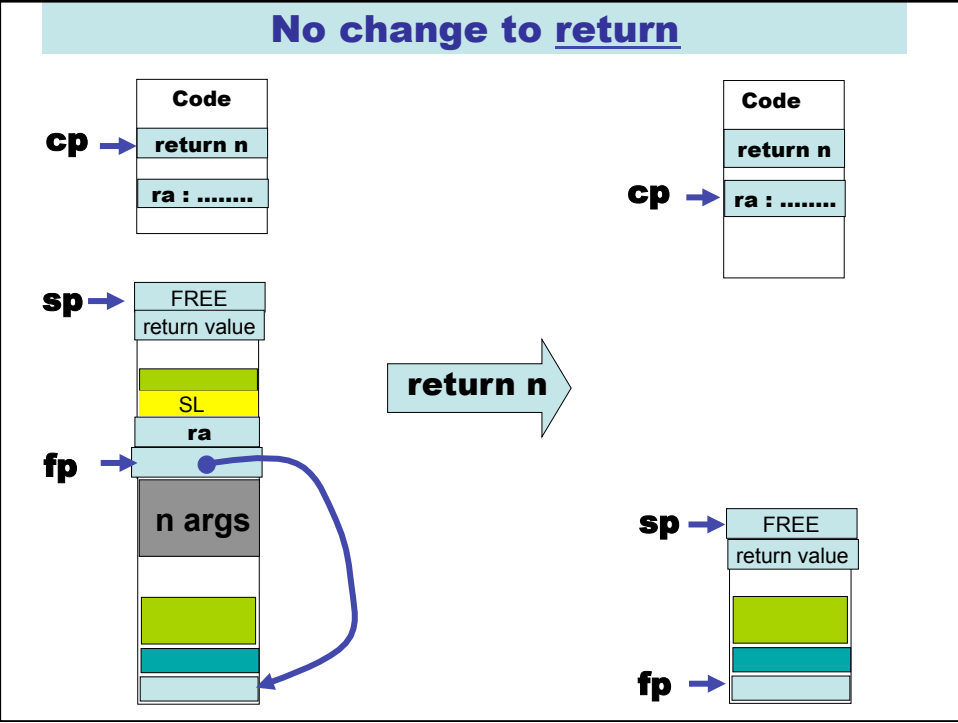 No change to return
Code
cp
return n
ra : ........
sp
FREE
return value
SL
ra
fp
n args
return n
Code
return n
cp
ra : ........
sp
FREE
return value
fp